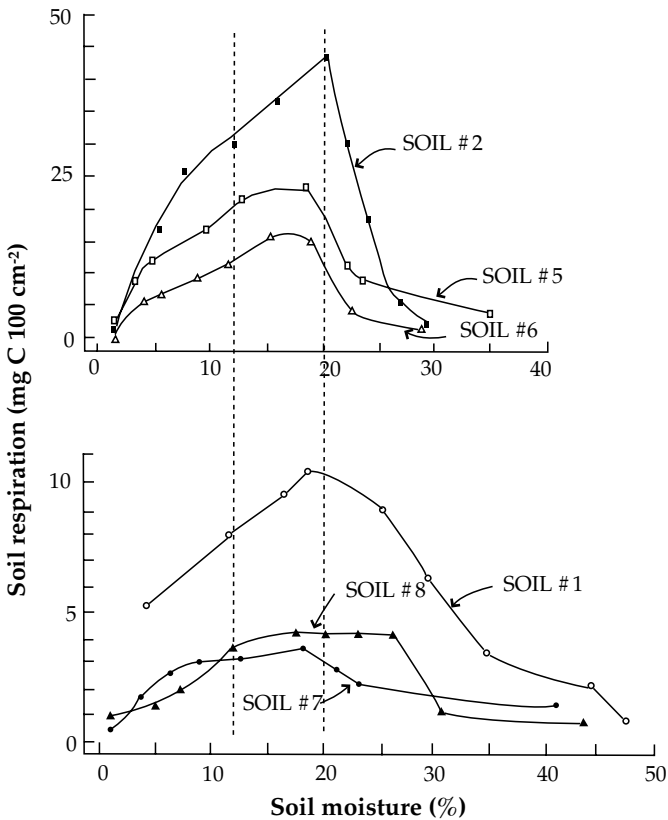 50
SOIL #2
25
SOIL #5
SOIL #6
0
0 10 20 30 40
Soil respiration (mg C 100 cm-2)
10
SOIL #1
SOIL #8
5
SOIL #7
0
0 10 20 30 40 50
Soil moisture (%)